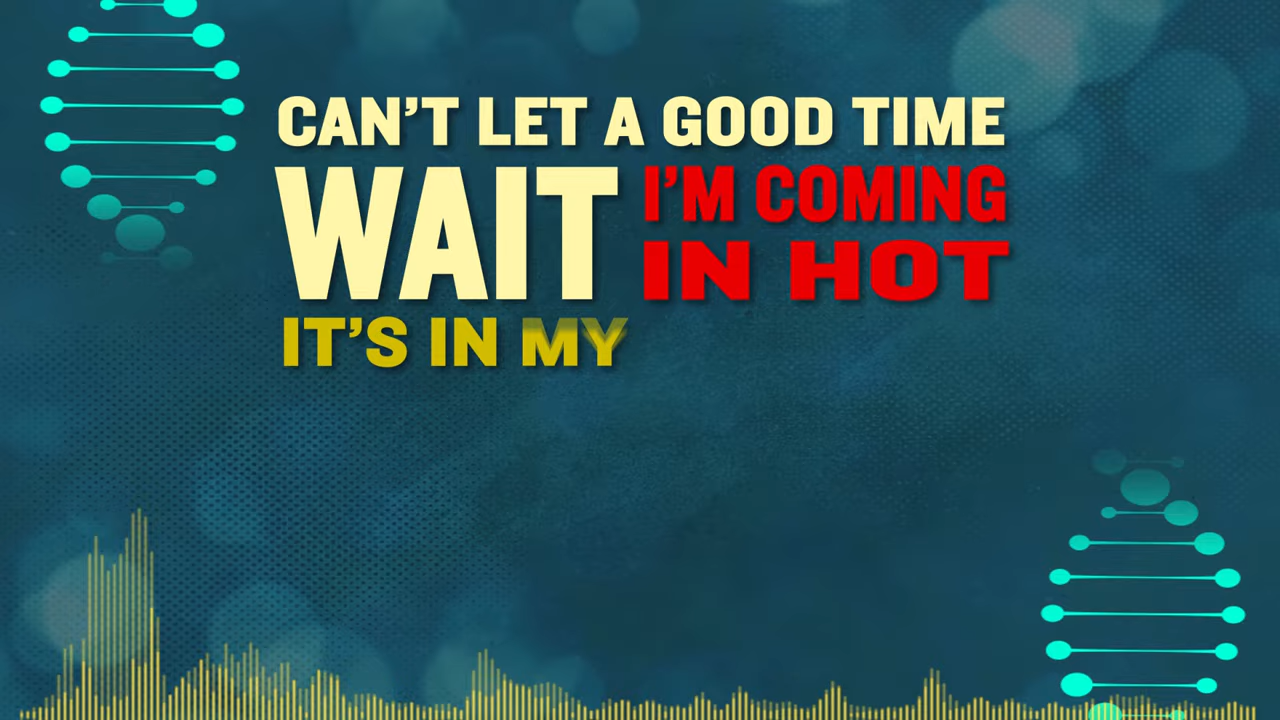 CAN'T LET A GOOD TIME
WAIT
I'M COMING
IN HOT
IT'S IN MY